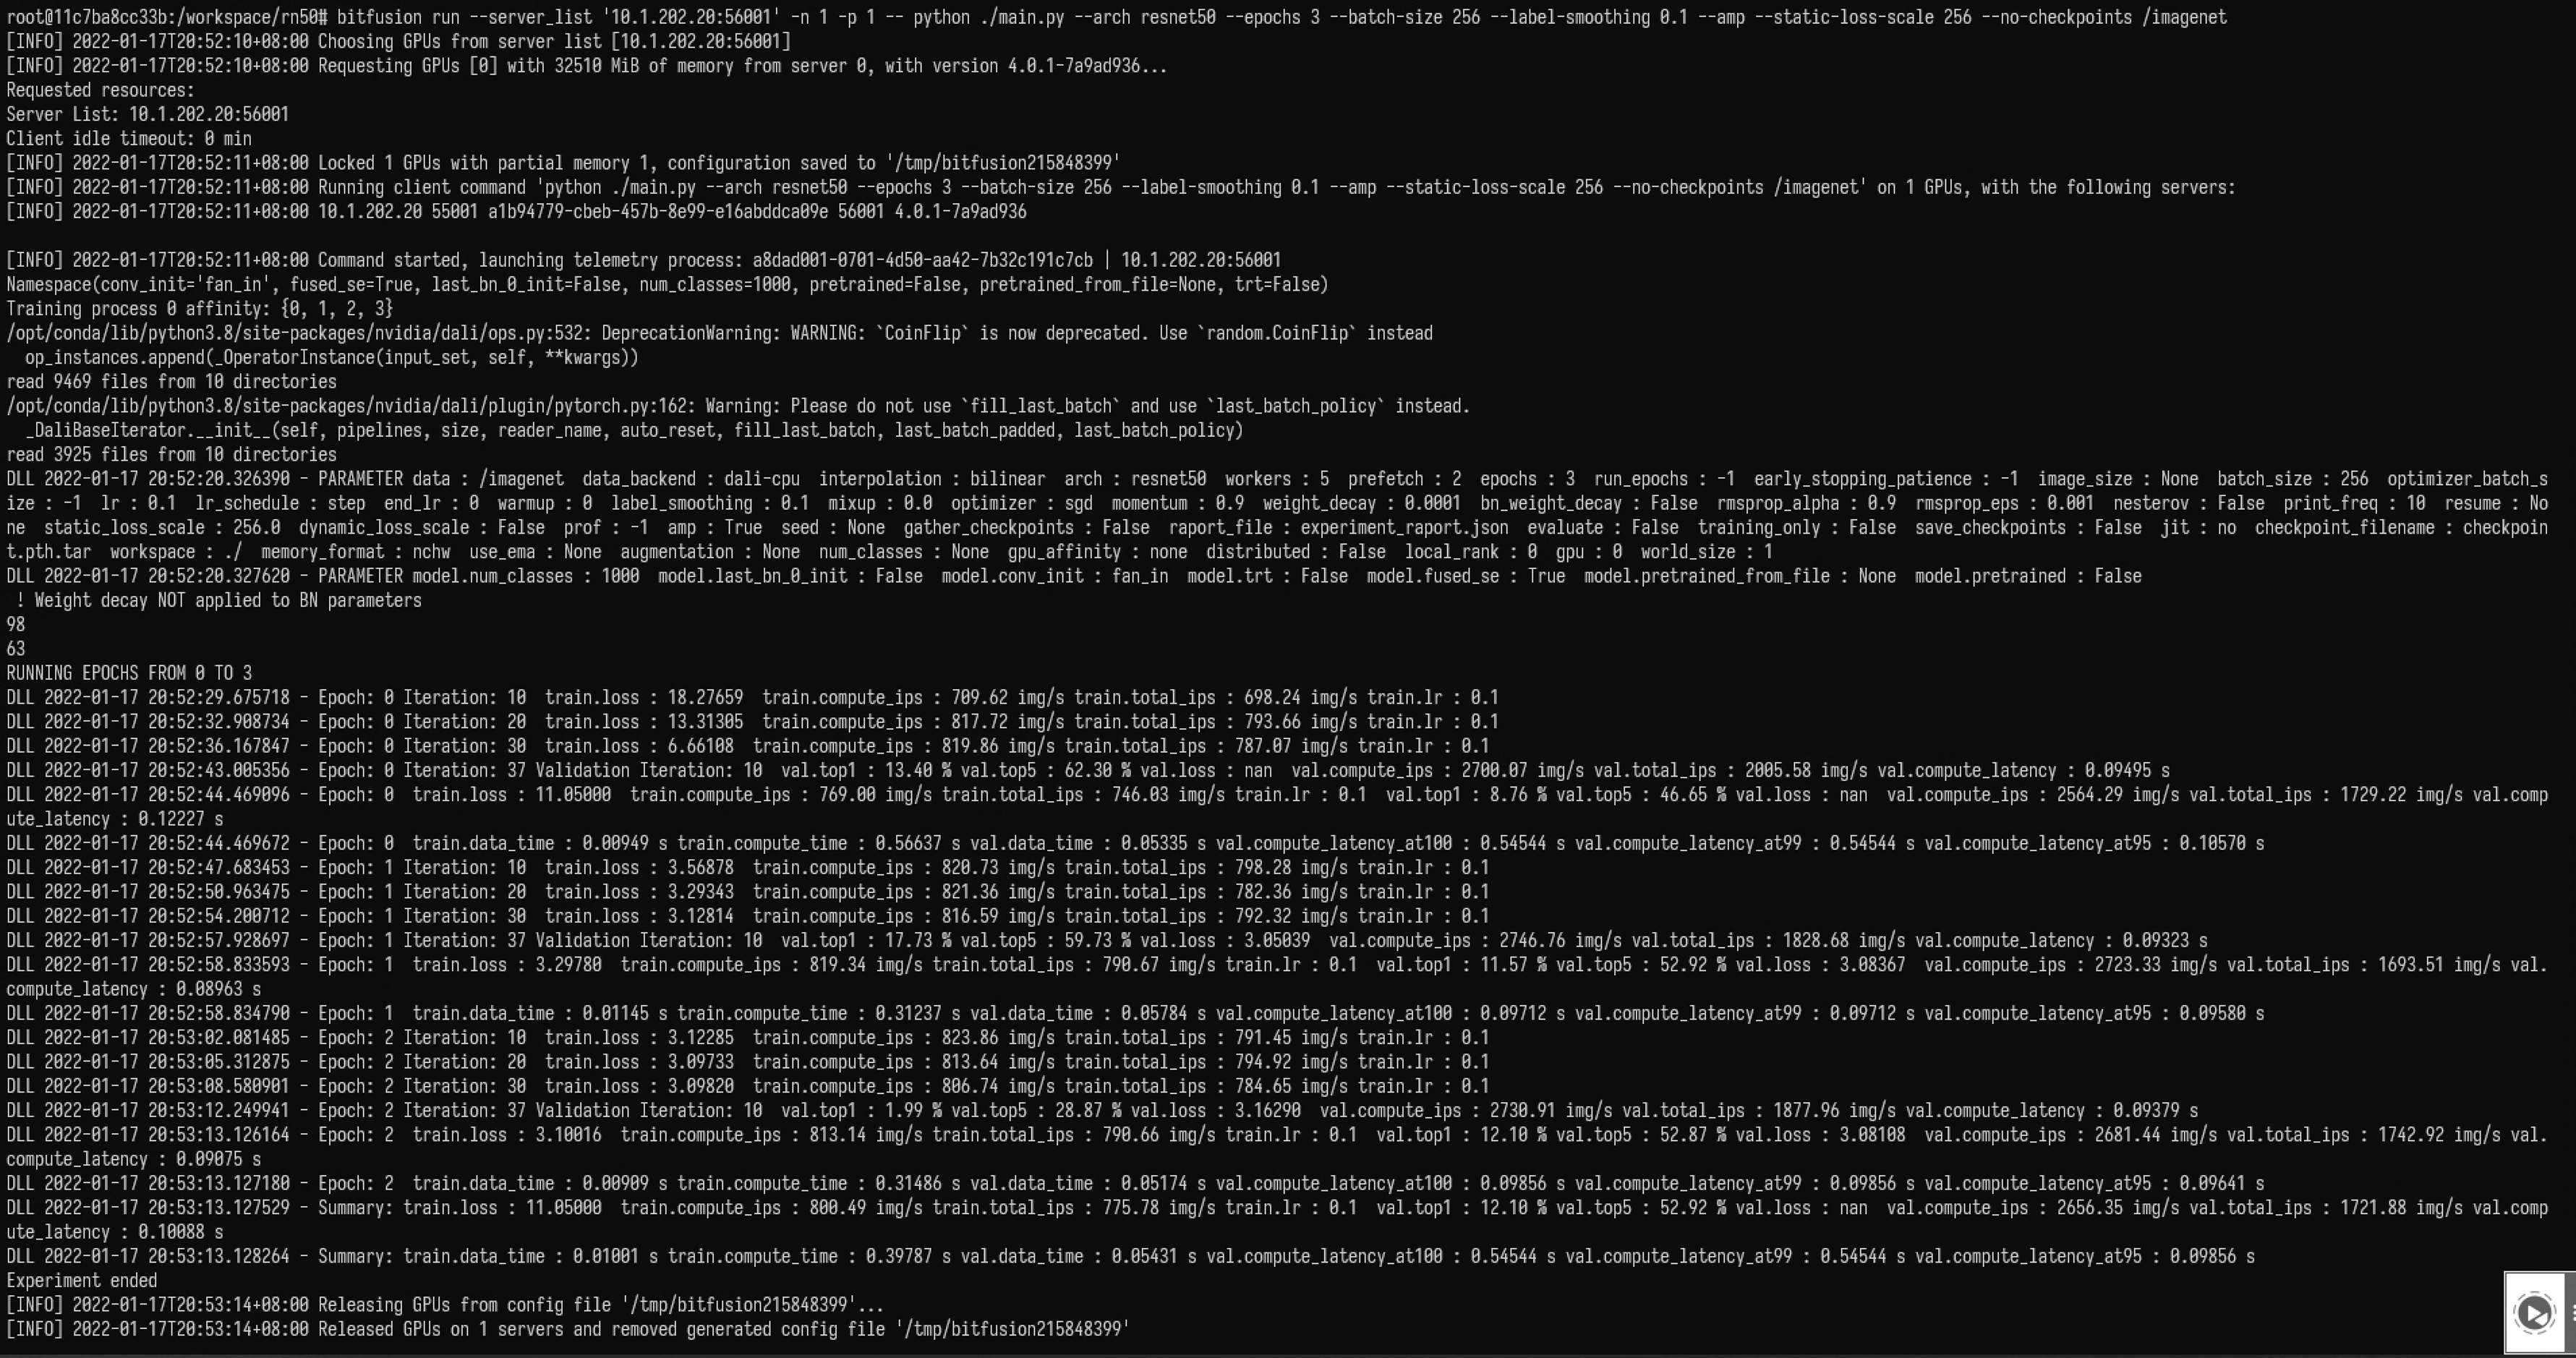 root@11c7ba8cc33b:/workspace/rn50# bitfusion run --server_list '10.1.202.20:56001' -n 1 -p 1 -- python ./main.py --arch resnet50 --epochs 3 --batch-size 256 --label-smoothing 0.1 --amp --static-loss-scale 256 --no-checkpoints /imagenet
[INFO] 2022-01-17T20:52:10+08:00 Choosing GPUs from server list [10.1.202.20:56001]
[INFO] 2022-01-17T20:52:10+08:00 Requesting GPUs [0] with 32510 MiB of memory from server 0, with version 4.0.1-7a9ad936...
Requested resources:
Server List: 10.1.202.20:56001
Client idle timeout: 0 min
[INFO] 2022-01-17T20:52:11+08:00 Locked 1 GPUs with partial memory 1, configuration saved to '/tmp/bitfusion215848399'
[INFO] 2022-01-17T20:52:11+08:00 Running client command 'python ./main.py --arch resnet50 --epochs 3 --batch-size 256 --label-smoothing 0.1 --amp --static-loss-scale 256 --no-checkpoints /imagenet' on 1 GPUs, with the following servers:
[INFO] 2022-01-17T20:52:11+08:00 10.1.202.20 55001 a1b94779-cbeb-457b-8e99-e16abddca09e 56001 4.0.1-7a9ad936
[INFO] 2022-01-17T20:52:11+08:00 Command started, launching telemetry process: a8dad001-0701-4d50-aa42-7b32c191c7cb | 10.1.202.20:56001
Namespace(conv_init='fan_in', fused_se=True, last_bn_0_init=False, num_classes=1000, pretrained=False, pretrained_from_file=None, trt=False)
Training process 0 affinity: {0, 1, 2, 3}
/opt/conda/lib/python3.8/site-packages/nvidia/dali/ops.py:532: DeprecationWarning: WARNING: `CoinFlip` is now deprecated. Use `random.CoinFlip` instead
  op_instances.append(_OperatorInstance(input_set, self, **kwargs))
read 9469 files from 10 directories
/opt/conda/lib/python3.8/site-packages/nvidia/dali/plugin/pytorch.py:162: Warning: Please do not use `fill_last_batch` and use `last_batch_policy` instead.
  _DaliBaseIterator.__init__(self, pipelines, size, reader_name, auto_reset, fill_last_batch, last_batch_padded, last_batch_policy)
read 3925 files from 10 directories
DLL 2022-01-17 20:52:20.326390 - PARAMETER data : /imagenet  data_backend : dali-cpu  interpolation : bilinear  arch : resnet50  workers : 5  prefetch : 2  epochs : 3  run_epochs : -1  early_stopping_patience : -1  image_size : None  batch_size : 256  optimizer_batch_s
ize : -1  lr : 0.1  lr_schedule : step  end_lr : 0  warmup : 0  label_smoothing : 0.1  mixup : 0.0  optimizer : sgd  momentum : 0.9  weight_decay : 0.0001  bn_weight_decay : False  rmsprop_alpha : 0.9  rmsprop_eps : 0.001  nesterov : False  print_freq : 10  resume : No
ne  static_loss_scale : 256.0  dynamic_loss_scale : False  prof : -1  amp : True  seed : None  gather_checkpoints : False  raport_file : experiment_raport.json  evaluate : False  training_only : False  save_checkpoints : False  jit : no  checkpoint_filename : checkpoin
t.pth.tar  workspace : ./  memory_format : nchw  use_ema : None  augmentation : None  num_classes : None  gpu_affinity : none  distributed : False  local_rank : 0  gpu : 0  world_size : 1
DLL 2022-01-17 20:52:20.327620 - PARAMETER model.num_classes : 1000  model.last_bn_0_init : False  model.conv_init : fan_in  model.trt : False  model.fused_se : True  model.pretrained_from_file : None  model.pretrained : False
 ! Weight decay NOT applied to BN parameters
98
63
RUNNING EPOCHS FROM 0 TO 3
DLL 2022-01-17 20:52:29.675718 - Epoch: 0 Iteration: 10  train.loss : 18.27659  train.compute_ips : 709.62 img/s train.total_ips : 698.24 img/s train.lr : 0.1
DLL 2022-01-17 20:52:32.908734 - Epoch: 0 Iteration: 20  train.loss : 13.31305  train.compute_ips : 817.72 img/s train.total_ips : 793.66 img/s train.lr : 0.1
DLL 2022-01-17 20:52:36.167847 - Epoch: 0 Iteration: 30  train.loss : 6.66108  train.compute_ips : 819.86 img/s train.total_ips : 787.07 img/s train.lr : 0.1
DLL 2022-01-17 20:52:43.005356 - Epoch: 0 Iteration: 37 Validation Iteration: 10  val.top1 : 13.40 % val.top5 : 62.30 % val.loss : nan  val.compute_ips : 2700.07 img/s val.total_ips : 2005.58 img/s val.compute_latency : 0.09495 s
DLL 2022-01-17 20:52:44.469096 - Epoch: 0  train.loss : 11.05000  train.compute_ips : 769.00 img/s train.total_ips : 746.03 img/s train.lr : 0.1  val.top1 : 8.76 % val.top5 : 46.65 % val.loss : nan  val.compute_ips : 2564.29 img/s val.total_ips : 1729.22 img/s val.comp
ute_latency : 0.12227 s
DLL 2022-01-17 20:52:44.469672 - Epoch: 0  train.data_time : 0.00949 s train.compute_time : 0.56637 s val.data_time : 0.05335 s val.compute_latency_at100 : 0.54544 s val.compute_latency_at99 : 0.54544 s val.compute_latency_at95 : 0.10570 s
DLL 2022-01-17 20:52:47.683453 - Epoch: 1 Iteration: 10  train.loss : 3.56878  train.compute_ips : 820.73 img/s train.total_ips : 798.28 img/s train.lr : 0.1
DLL 2022-01-17 20:52:50.963475 - Epoch: 1 Iteration: 20  train.loss : 3.29343  train.compute_ips : 821.36 img/s train.total_ips : 782.36 img/s train.lr : 0.1
DLL 2022-01-17 20:52:54.200712 - Epoch: 1 Iteration: 30  train.loss : 3.12814  train.compute_ips : 816.59 img/s train.total_ips : 792.32 img/s train.lr : 0.1
DLL 2022-01-17 20:52:57.928697 - Epoch: 1 Iteration: 37 Validation Iteration: 10  val.top1 : 17.73 % val.top5 : 59.73 % val.loss : 3.05039  val.compute_ips : 2746.76 img/s val.total_ips : 1828.68 img/s val.compute_latency : 0.09323 s
DLL 2022-01-17 20:52:58.833593 - Epoch: 1  train.loss : 3.29780  train.compute_ips : 819.34 img/s train.total_ips : 790.67 img/s train.lr : 0.1  val.top1 : 11.57 % val.top5 : 52.92 % val.loss : 3.08367  val.compute_ips : 2723.33 img/s val.total_ips : 1693.51 img/s val.
compute_latency : 0.08963 s
DLL 2022-01-17 20:52:58.834790 - Epoch: 1  train.data_time : 0.01145 s train.compute_time : 0.31237 s val.data_time : 0.05784 s val.compute_latency_at100 : 0.09712 s val.compute_latency_at99 : 0.09712 s val.compute_latency_at95 : 0.09580 s
DLL 2022-01-17 20:53:02.081485 - Epoch: 2 Iteration: 10  train.loss : 3.12285  train.compute_ips : 823.86 img/s train.total_ips : 791.45 img/s train.lr : 0.1
DLL 2022-01-17 20:53:05.312875 - Epoch: 2 Iteration: 20  train.loss : 3.09733  train.compute_ips : 813.64 img/s train.total_ips : 794.92 img/s train.lr : 0.1
DLL 2022-01-17 20:53:08.580901 - Epoch: 2 Iteration: 30  train.loss : 3.09820  train.compute_ips : 806.74 img/s train.total_ips : 784.65 img/s train.lr : 0.1
DLL 2022-01-17 20:53:12.249941 - Epoch: 2 Iteration: 37 Validation Iteration: 10  val.top1 : 1.99 % val.top5 : 28.87 % val.loss : 3.16290  val.compute_ips : 2730.91 img/s val.total_ips : 1877.96 img/s val.compute_latency : 0.09379 s
DLL 2022-01-17 20:53:13.126164 - Epoch: 2  train.loss : 3.10016  train.compute_ips : 813.14 img/s train.total_ips : 790.66 img/s train.lr : 0.1  val.top1 : 12.10 % val.top5 : 52.87 % val.loss : 3.08108  val.compute_ips : 2681.44 img/s val.total_ips : 1742.92 img/s val.
compute_latency : 0.09075 s
DLL 2022-01-17 20:53:13.127180 - Epoch: 2  train.data_time : 0.00909 s train.compute_time : 0.31486 s val.data_time : 0.05174 s val.compute_latency_at100 : 0.09856 s val.compute_latency_at99 : 0.09856 s val.compute_latency_at95 : 0.09641 s
DLL 2022-01-17 20:53:13.127529 - Summary: train.loss : 11.05000  train.compute_ips : 800.49 img/s train.total_ips : 775.78 img/s train.lr : 0.1  val.top1 : 12.10 % val.top5 : 52.92 % val.loss : nan  val.compute_ips : 2656.35 img/s val.total_ips : 1721.88 img/s val.comp
ute_latency : 0.10088 s
DLL 2022-01-17 20:53:13.128264 - Summary: train.data_time : 0.01001 s train.compute_time : 0.39787 s val.data_time : 0.05431 s val.compute_latency_at100 : 0.54544 s val.compute_latency_at99 : 0.54544 s val.compute_latency_at95 : 0.09856 s
Experiment ended
[INFO] 2022-01-17T20:53:14+08:00 Releasing GPUs from config file '/tmp/bitfusion215848399'...
[INFO] 2022-01-17T20:53:14+08:00 Released GPUs on 1 servers and removed generated config file '/tmp/bitfusion215848399'